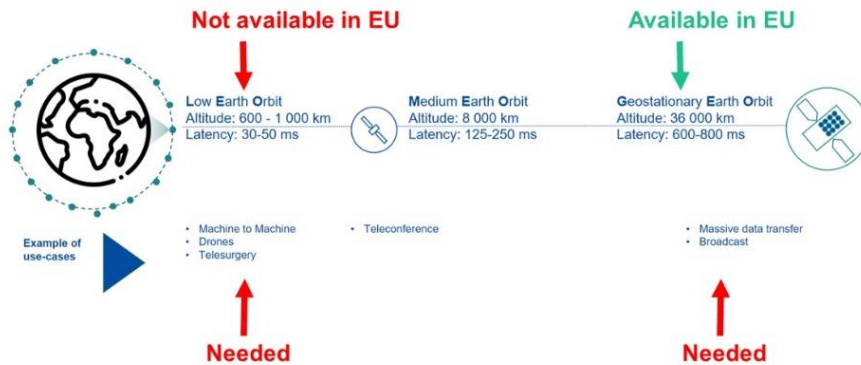 Not available in EU
Available in EU
Low Earth Orbit
Altitude: 600 - 1 000 km
Latency: 30-50 ms
Medium Earth Orbit
Altitude: 8 000 km
Latency: 125-250 ms
Geostationary Earth Orbit
Altitude: 36 000 km
Latency: 600-800 ms
Example of
use-cases
• Machine to Machine
• Drones
• Telesurgery
• Teleconference
• Massive data transfer
• Broadcast
Needed
Needed